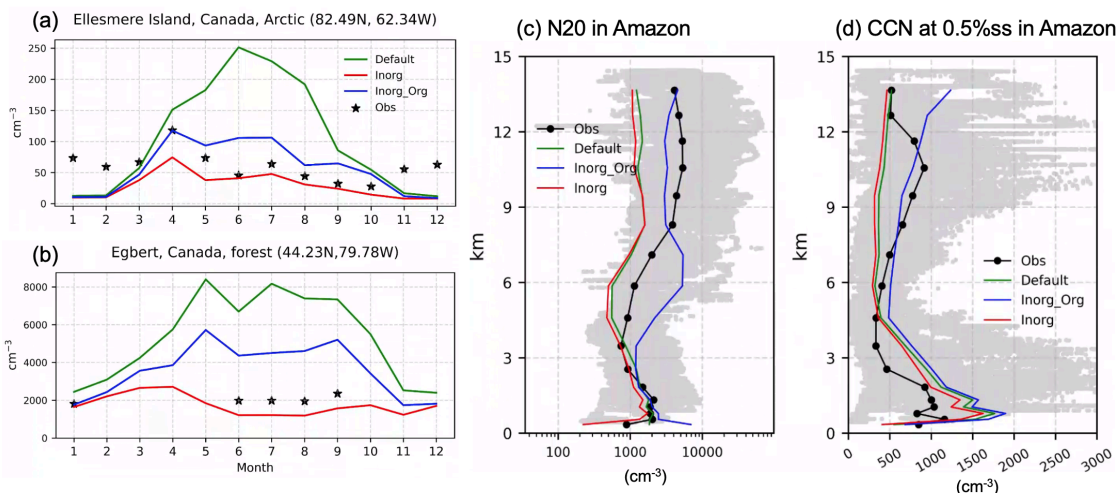 (a) Ellesmere Island, Canada, Arctic (82.49N, 62.34W)
250
200
150
100
50
0
cm⁻³
Default
Inorg
Inorg_Org
Obs
1 2 3 4 5 6 7 8 9 10 11 12
(b) Egbert, Canada, forest (44.23N,79.78W)
8000
6000
4000
2000
0
cm⁻³
1 2 3 4 5 6 7 8 9 10 11 12
Month
(c) N20 in Amazon
15
12
9
6
3
0
km
Obs
Default
Inorg_Org
Inorg
100 1000 10000
(cm⁻³)
(d) CCN at 0.5%ss in Amazon
15
12
9
6
3
0
km
Obs
Default
Inorg_Org
Inorg
0 500 1000 1500 2000 2500 3000
(cm⁻³)